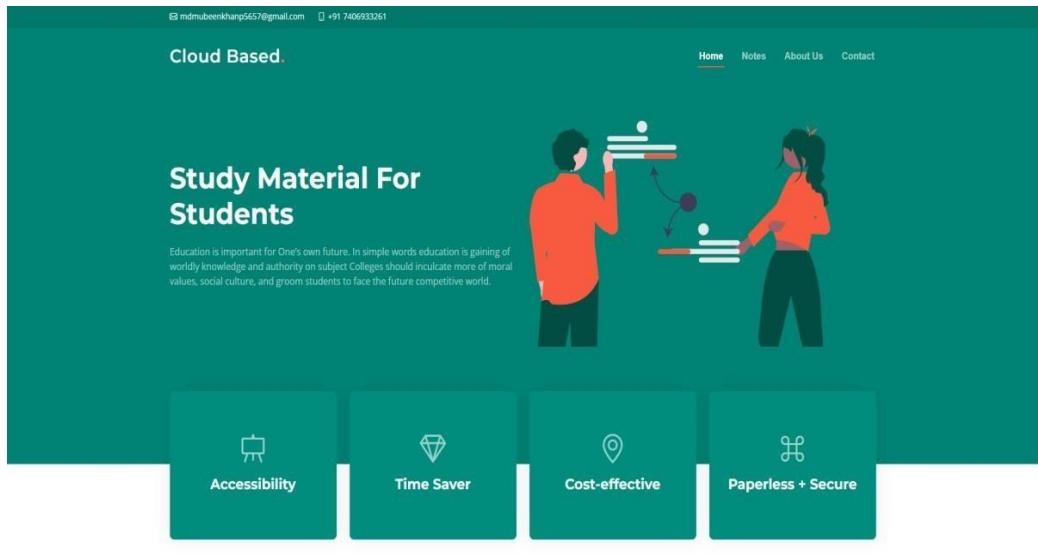 mdmubeenkhanp5657@gmail.com +91 7406933261
Cloud Based.
Home Notes About Us Contact
Study Material For
Students
Education is important for One's own future. In simple words education is gaining of
worldly knowledge and authority on subject Colleges should inculcate more of moral
values, social culture, and groom students to face the future competitive world.
Accessibility
Time Saver
Cost-effective
Paperless + Secure